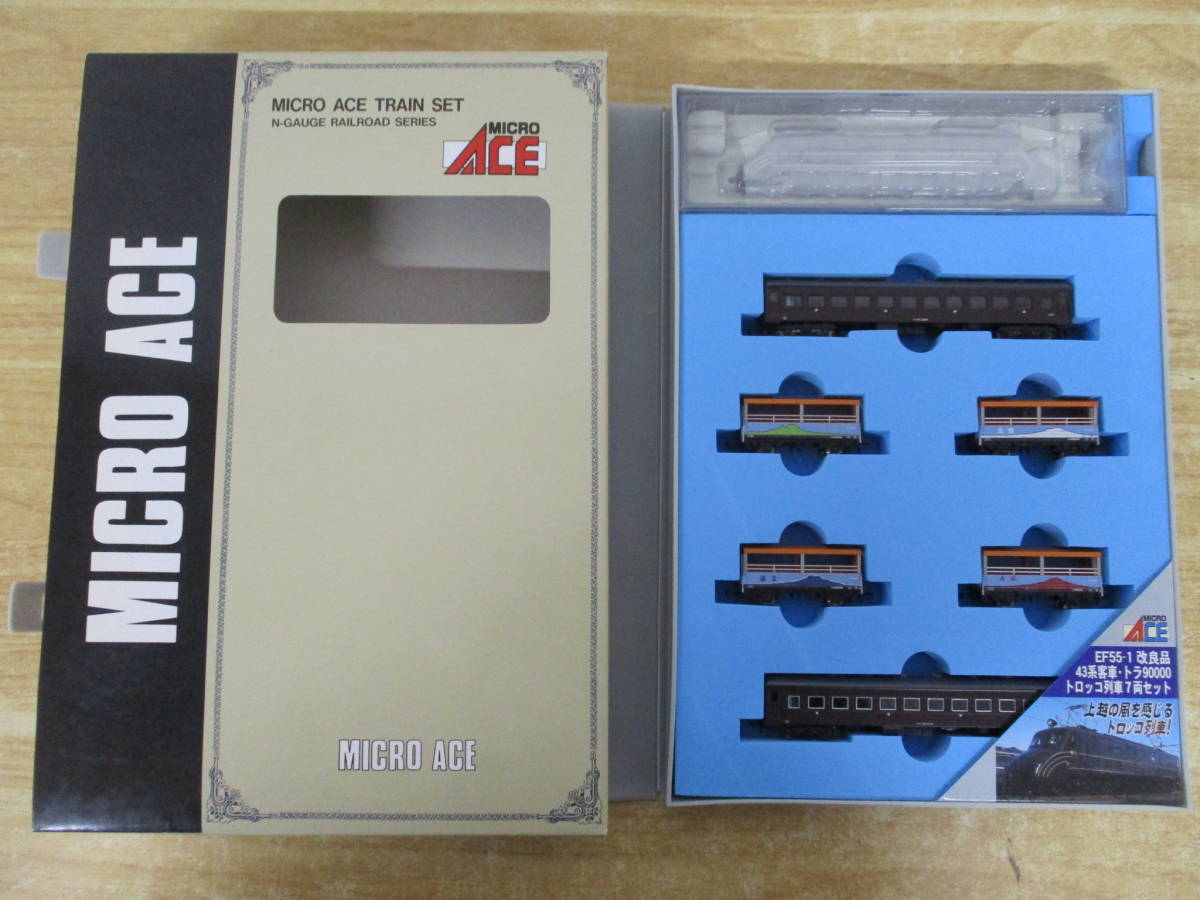 MICRO ACE
MICRO ACE TRAIN SET
N-GAUGE RAILROAD SERIES
MICRO
ACE
MICRO ACE
MICRO
ACE
EF55-1 改良品
43系客車・トラ90000
トロッコ列車7両セット
上越の風を感じる
トロッコ列車!